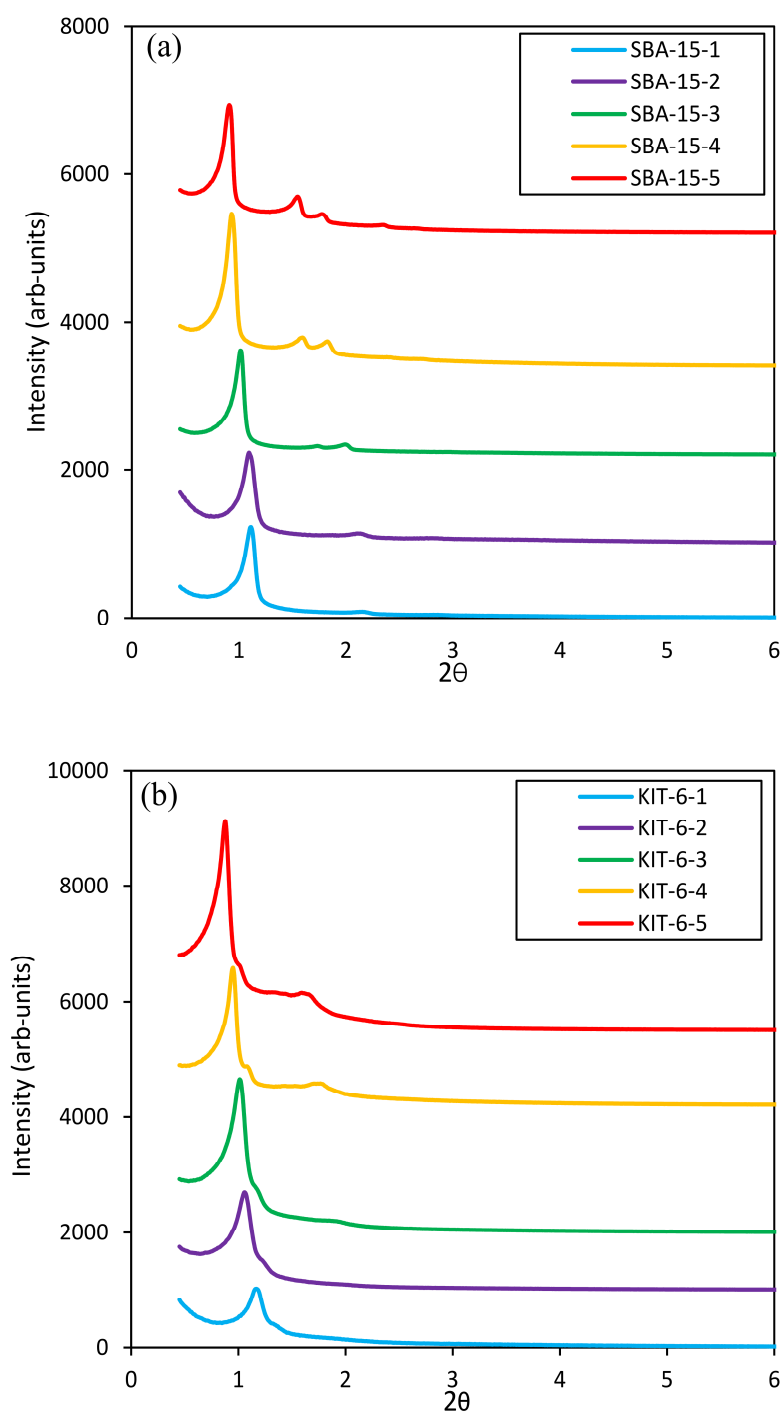 (a)
8000
6000
4000
2000
0
Intensity (arb-units)
SBA-15-1
SBA-15-2
SBA-15-3
SBA-15-4
SBA-15-5
0 1 2 3 4 5 6
2θ
(b)
10000
8000
6000
4000
2000
0
Intensity (arb-units)
KIT-6-1
KIT-6-2
KIT-6-3
KIT-6-4
KIT-6-5
0 1 2 3 4 5 6
2θ